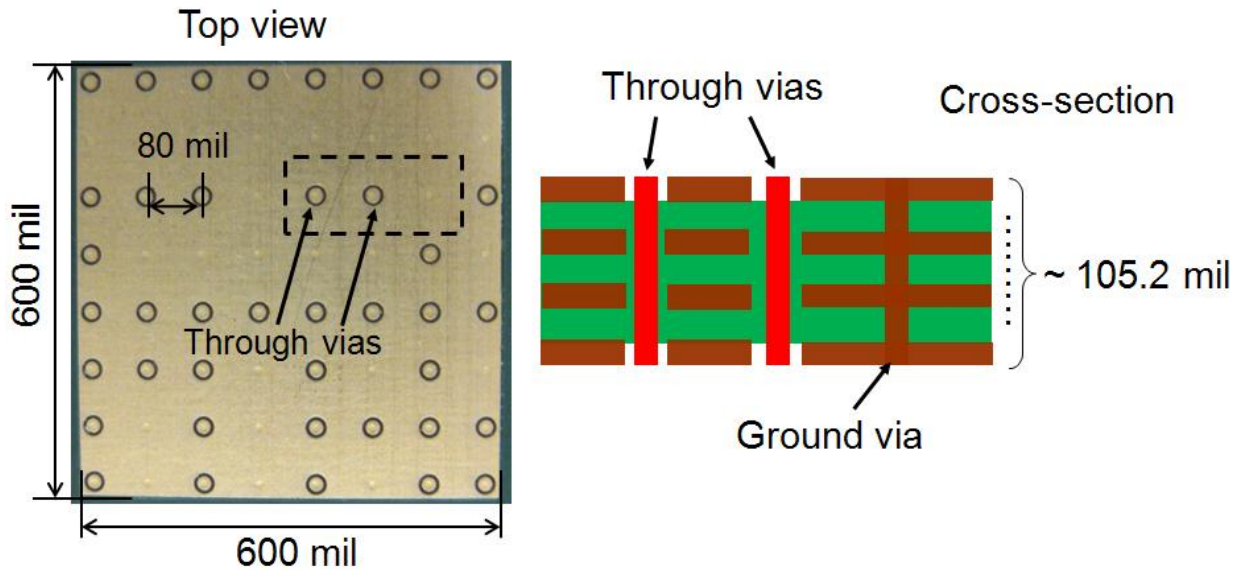 Top view
80 mil
600 mil
Through vias
600 mil
Through vias
Cross-section
~ 105.2 mil
Ground via